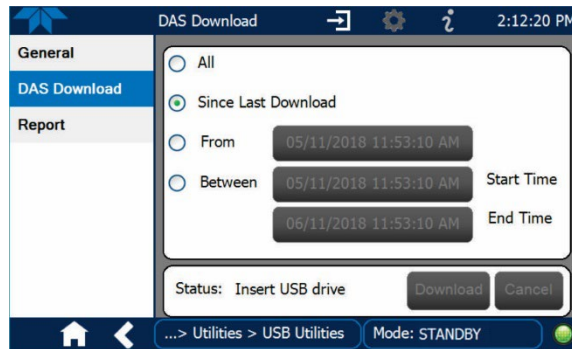 DAS Download
2:12:20 PM
General
DAS Download
Report
All
Since Last Download
From 05/11/2018 11:53:10 AM
Between 05/11/2018 11:53:10 AM Start Time
06/11/2018 11:53:10 AM End Time
Status: Insert USB drive Download Cancel
...> Utilities > USB Utilities Mode: STANDBY